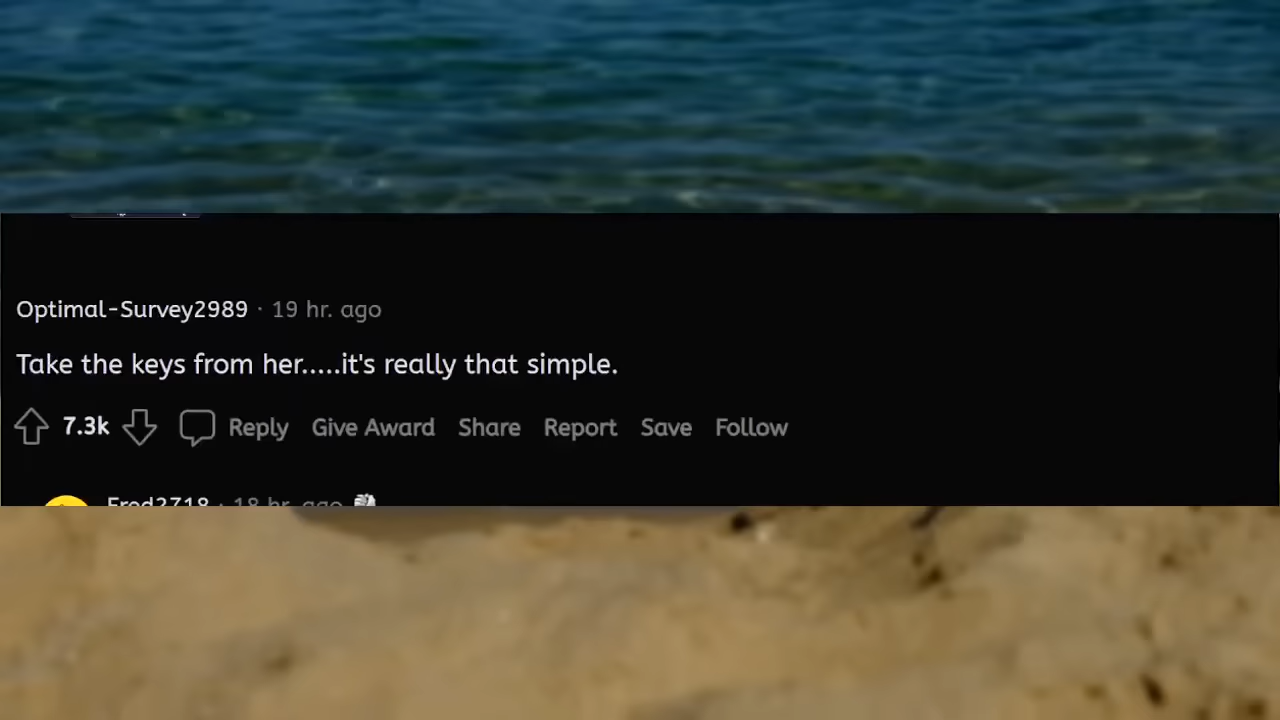 Optimal-Survey2989 · 19 hr. ago
Take the keys from her.....it's really that simple.
7.3k Reply Give Award Share Report Save Follow
Fred2718 · 18 hr. ago